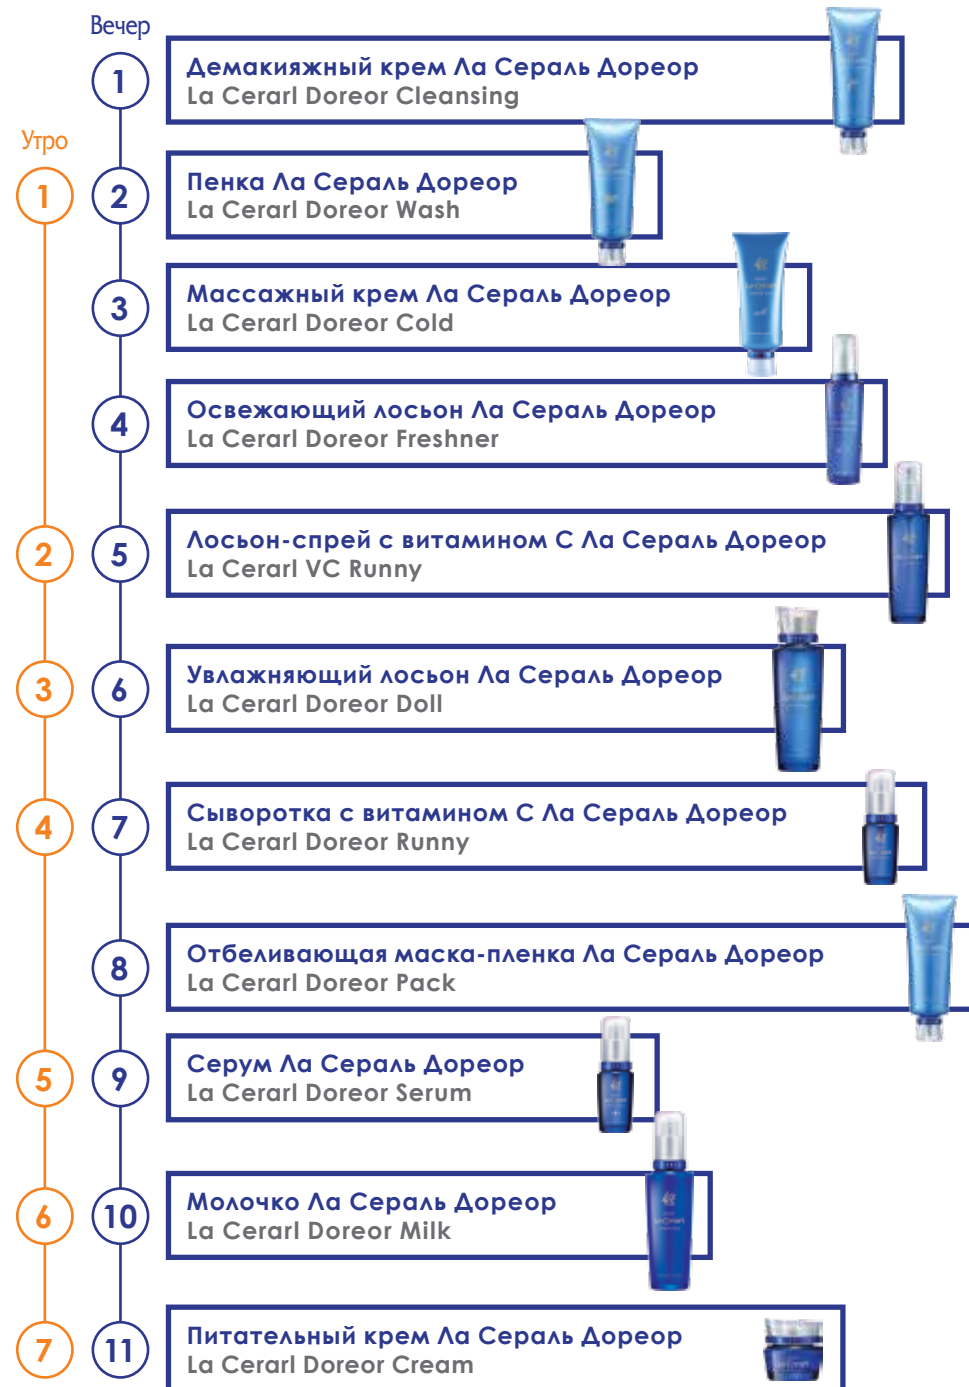 Вечер
1
Демакияжный крем Ла Сераль Дореор
La Cerarl Doreor Cleansing
Утро
1
2
Пенка Ла Сераль Дореор
La Cerarl Doreor Wash
3
Массажный крем Ла Сераль Дореор
La Cerarl Doreor Cold
4
Освежающий лосьон Ла Сераль Дореор
La Cerarl Doreor Freshner
2
5
Лосьон-спрей с витамином С Ла Сераль Дореор
La Cerarl VC Runny
3
6
Увлажняющий лосьон Ла Сераль Дореор
La Cerarl Doreor Doll
4
7
Сыворотка с витамином С Ла Сераль Дореор
La Cerarl Doreor Runny
8
Отбеливающая маска-пленка Ла Сераль Дореор
La Cerarl Doreor Pack
5
9
Серум Ла Сераль Дореор
La Cerarl Doreor Serum
6
10
Молочко Ла Сераль Дореор
La Cerarl Doreor Milk
7
11
Питательный крем Ла Сераль Дореор
La Cerarl Doreor Cream